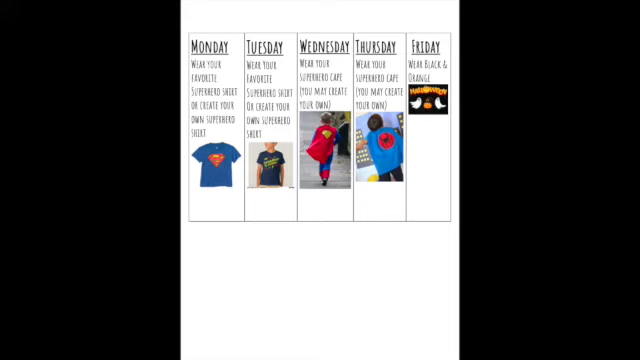 Monday
Wear your
favorite
Superhero shirt
or create your
own superhero
shirt
Tuesday
Wear your
favorite
Superhero shirt
Or create your
own superhero
shirt
Wednesday
Wear your
superhero cape
(you may create
your own)
Thursday
Wear your
superhero cape
(you may create
your own)
Friday
Wear Black &
Orange
Halloween